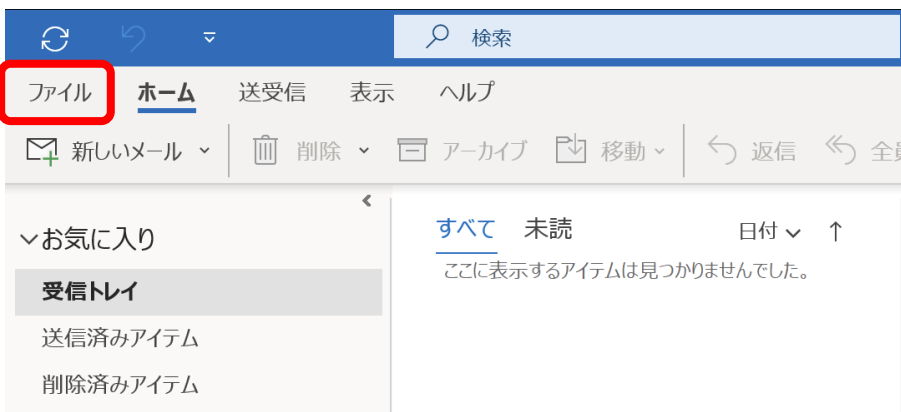 検索
ファイル ホーム 送受信 表示 ヘルプ
新しいメール 削除 アーカイブ 移動 返信 全
お気に入り すべて 未読 日付
ここに表示するアイテムは見つかりませんでした。
受信トレイ
送信済みアイテム
削除済みアイテム